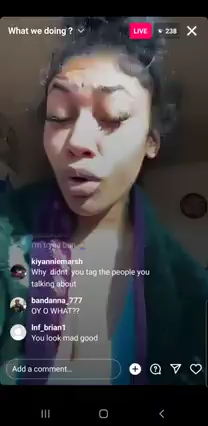 What we doing ?
LIVE
238
kiyanniemarsh
Why didnt you tag the people you
talking about
bandanna_777
OY O WHAT??
lnf_brian1
You look mad good
Add a comment...